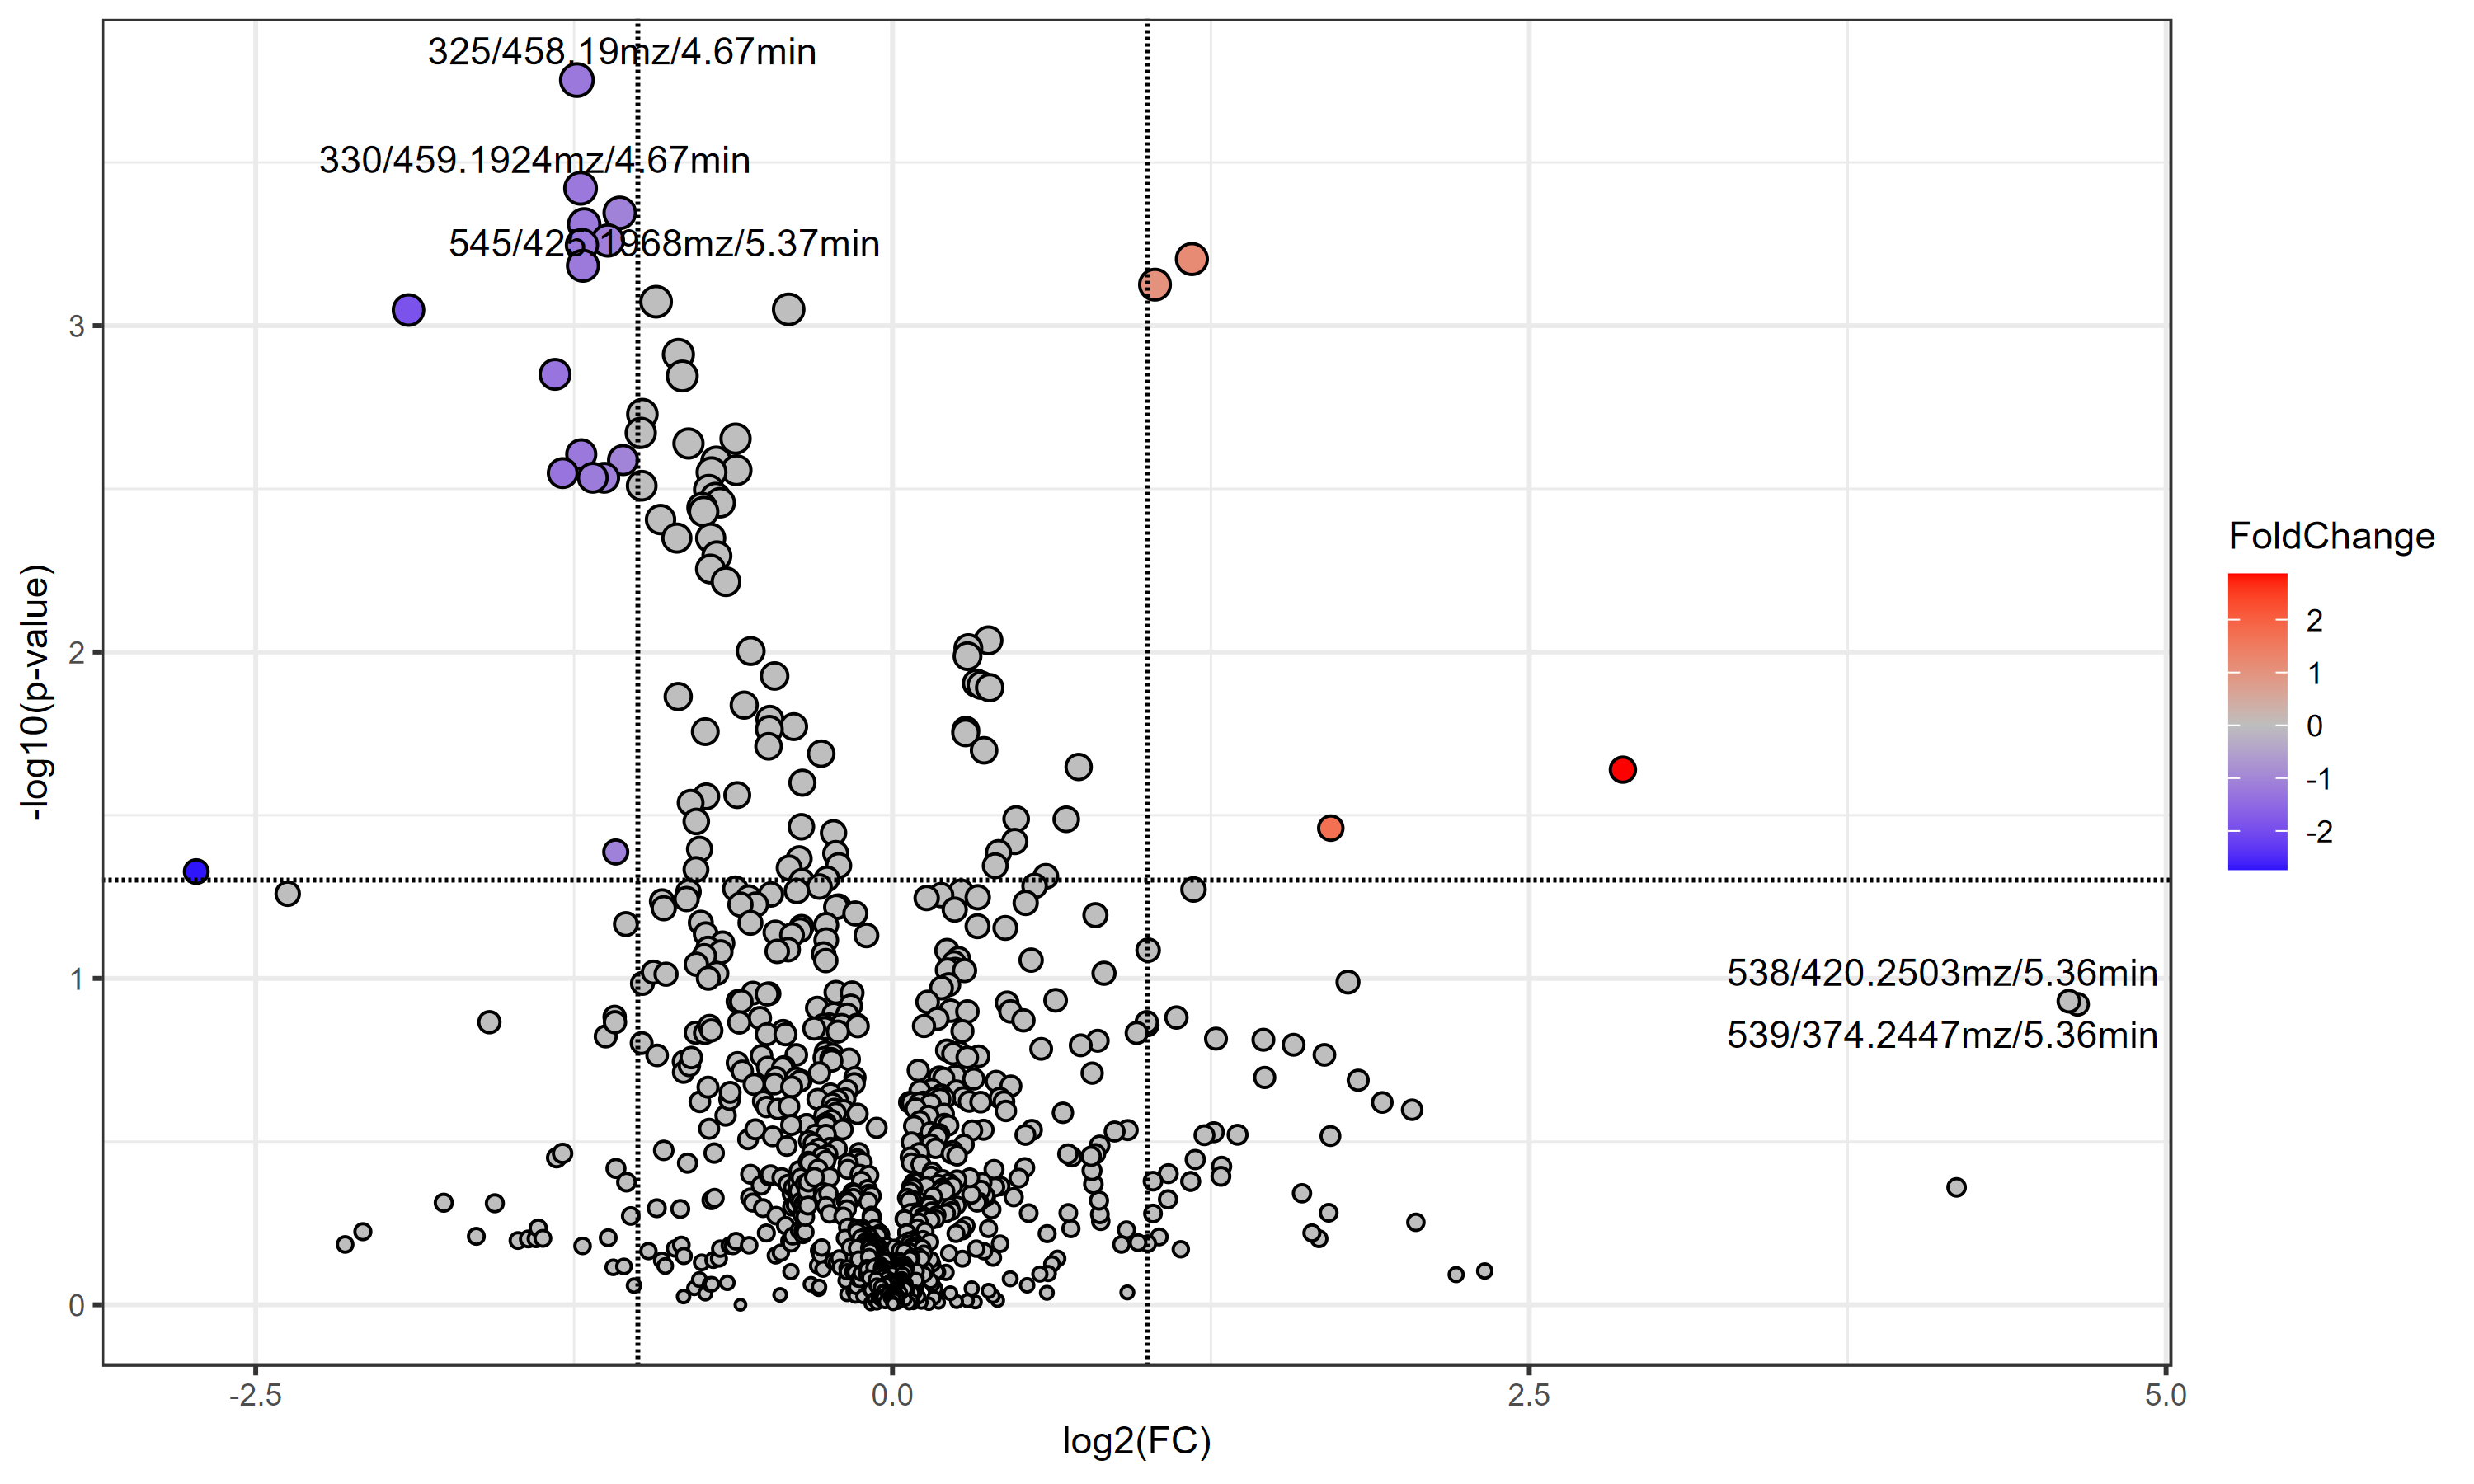 325/458.19mz/4.67min
330/459.1924mz/4.67min
545/425.1968mz/5.37min
538/420.2503mz/5.36min
539/374.2447mz/5.36min
3
2
1
0
-log10(p-value)
-2.5
0.0
2.5
5.0
log2(FC)
FoldChange
2
1
0
-1
-2